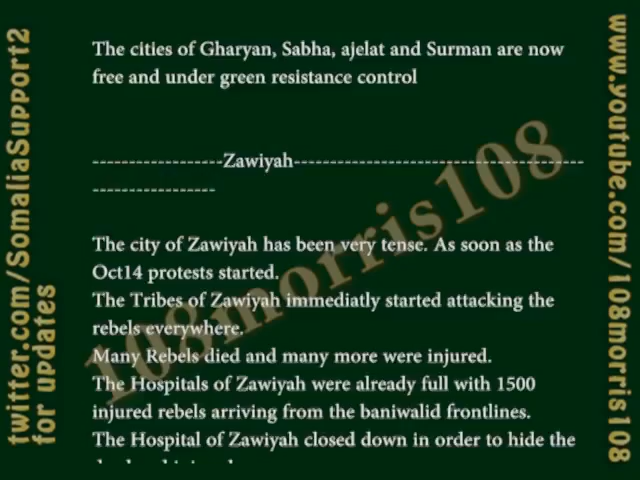 The cities of Gharyan, Sabha, ajelat and Surman are now
free and under green resistance control
------------------Zawiyah----------------------------------------
-----------------
The city of Zawiyah has been very tense. As soon as the
Oct14 protests started.
The Tribes of Zawiyah immediatly started attacking the
rebels everywhere.
Many Rebels died and many more were injured.
The Hospitals of Zawiyah were already full with 1500
injured rebels arriving from the baniwalid frontlines.
The Hospital of Zawiyah closed down in order to hide the
108morris108
twitter.com/SomaliaSupport2
for updates
www.youtube.com/108morris108